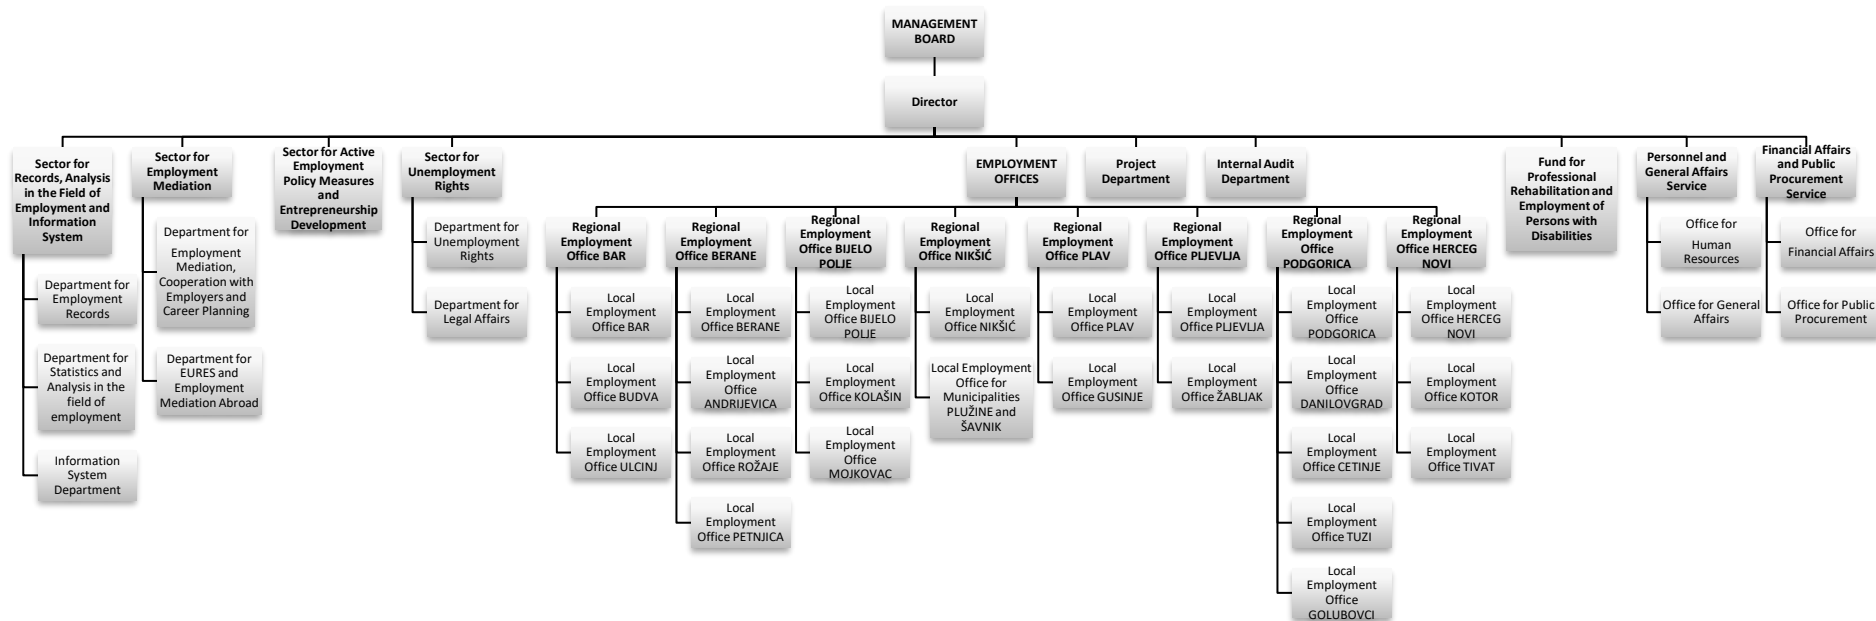 MANAGEMENT
BOARD
Director
Sector for
Records, Analysis
in the Field of
Employment and
Information
System
Department for
Employment
Records
Department for
Statistics and
Analysis in the
field of
employment
Information
System
Department
Sector for
Employment
Mediation
Department for
Employment
Mediation,
Cooperation with
Employers and
Career Planning
Department for
EURES and
Employment
Mediation Abroad
Sector for Active
Employment
Policy Measures
and
Entrepreneurship
Development
Sector for
Unemployment
Rights
Department for
Unemployment
Rights
Department for
Legal Affairs
EMPLOYMENT
OFFICES
Regional
Employment
Office BAR
Local
Employment
Office BAR
Local
Employment
Office BUDVA
Local
Employment
Office ULCINJ
Regional
Employment
Office BERANE
Local
Employment
Office BERANE
Local
Employment
Office
ANDRIJEVICA
Local
Employment
Office ROŽAJE
Local
Employment
Office PETNJICA
Regional
Employment
Office BIJELO
POLJE
Local
Employment
Office BIJELO
POLJE
Local
Employment
Office KOLAŠIN
Local
Employment
Office
MOJKOVAC
Regional
Employment
Office NIKŠIĆ
Local
Employment
Office NIKŠIĆ
Local Employment
Office for
Municipalities
PLUŽINE and
ŠAVNIK
Regional
Employment
Office PLAV
Local
Employment
Office PLAV
Local
Employment
Office GUSINJE
Regional
Employment
Office PLJEVLJA
Local
Employment
Office PLJEVLJA
Local
Employment
Office ŽABLJAK
Regional
Employment
Office
PODGORICA
Local
Employment
Office
PODGORICA
Local
Employment
Office
DANILOVGRAD
Local
Employment
Office CETINJE
Local
Employment
Office TUZI
Local
Employment
Office
GOLUBOVCI
Regional
Employment
Office HERCEG
NOVI
Local
Employment
Office HERCEG
NOVI
Local
Employment
Office KOTOR
Local
Employment
Office TIVAT
Project
Department
Internal Audit
Department
Fund for
Professional
Rehabilitation and
Employment of
Persons with
Disabilities
Personnel and
General Affairs
Service
Office for
Human
Resources
Office for General
Affairs
Financial Affairs
and Public
Procurement
Service
Office for
Financial Affairs
Office for Public
Procurement